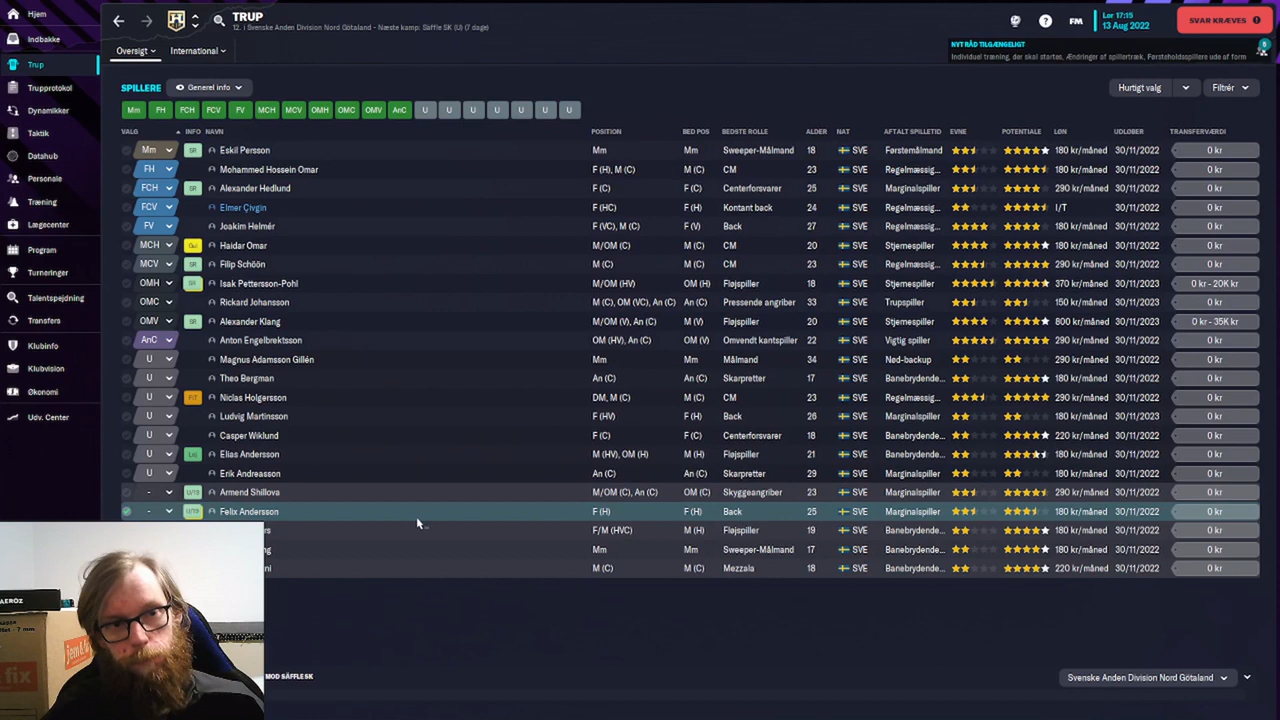 Hjem
Indbakke
Trup
Trupprotokol
Dynamikker
Taktik
Datahub
Personale
Træning
Lægecenter
Program
Turneringer
Talentspejdning
Transfers
Klubinfo
Klubvision
Økonomi
Udv. Center
TRUP
12. i Svenske Anden Division Nord Götaland - Næste kamp: Säffle SK (U) (7 dage)
FM
Lør 17:15
13 Aug 2022
SVAR KRÆVES
Oversigt
International
NYT RÅD TILGÆNGELIGT
Individuel træning, der skal startes, Ændringer af spillertræk, Førsteholdsspillere ude af form
SPILLERE
Generel info
Hurtigt valg
Filtrér
Mm FH FCH FCV FV MCH MCV OMH OMC OMV AnC U U U U U U U
VALG INFO NAVN POSITION BED POS BEDSTE ROLLE ALDER NAT AFTALT SPILLETID EVNE POTENTIALE LØN UDLØBER TRANSFERVÆRDI
Mm SR Eskil Persson Mm Mm Sweeper-Målmand 18 SVE Førstemålmand 180 kr/måned 30/11/2022 0 kr
FH Mohammed Hossein Omar F (H), M (C) M (C) CM 23 SVE Regelmæssig... 180 kr/måned 30/11/2022 0 kr
FCH SR Alexander Hedlund F (C) F (C) Centerforsvarer 25 SVE Marginalspiller 290 kr/måned 30/11/2022 0 kr
FCV Elmer Çivgin F (HC) F (H) Kontant back 24 SVE Regelmæssig... I/T 30/11/2022 0 kr
FV Joakim Helmér F (VC), M (C) F (V) Back 27 SVE Regelmæssig... 180 kr/måned 30/11/2022 0 kr
MCH Gul Haidar Omar M/OM (C) M (C) CM 20 SVE Stjernespiller 180 kr/måned 30/11/2022 0 kr
MCV SR Filip Schöön M (C) M (C) CM 23 SVE Regelmæssig... 180 kr/måned 30/11/2022 0 kr
OMH SR Isak Pettersson-Pohl M/OM (HV) OM (H) Fløjspiller 18 SVE Stjernespiller 370 kr/måned 30/11/2023 0 kr - 20K kr
OMC Rickard Johansson M (C), OM (VC), An (C) An (C) Pressende angriber 33 SVE Trupspiller 150 kr/måned 30/11/2023 0 kr
OMV SR Alexander Klang M/OM (V), An (C) M (V) Fløjspiller 20 SVE Stjernespiller 800 kr/måned 30/11/2023 0 kr - 35K kr
AnC Anton Engelbrektsson OM (HV), An (C) OM (V) Omvendt kantspiller 22 SVE Vigtig spiller 290 kr/måned 30/11/2022 0 kr
U Magnus Adamsson Gillén Mm Mm Målmand 34 SVE Nød-backup 290 kr/måned 30/11/2022 0 kr
U Theo Bergman An (C) An (C) Skarpretter 17 SVE Banebrydende... 180 kr/måned 30/11/2022 0 kr
U FIT Niclas Holgersson DM, M (C) M (C) CM 23 SVE Regelmæssig... 290 kr/måned 30/11/2022 0 kr
U Ludvig Martinsson F (HV) F (H) Back 26 SVE Marginalspiller 180 kr/måned 30/11/2023 0 kr
U Casper Wiklund F (C) F (C) Centerforsvarer 18 SVE Banebrydende... 220 kr/måned 30/11/2022 0 kr
U Elias Andersson M (HV), OM (H) M (H) Fløjspiller 21 SVE Banebrydende... 180 kr/måned 30/11/2022 0 kr
U Erik Andreasson An (C) An (C) Skarpretter 29 SVE Marginalspiller 180 kr/måned 30/11/2022 0 kr
- U/19 Armend Shillova M/OM (C), An (C) OM (C) Skyggeangriber 23 SVE Marginalspiller 290 kr/måned 30/11/2022 0 kr
- U/19 Felix Andersson F (H) F (H) Back 25 SVE Marginalspiller 180 kr/måned 30/11/2022 0 kr
F/M (HVC) M (H) Fløjspiller 19 SVE Banebrydende... 180 kr/måned 30/11/2022 0 kr
Mm Mm Sweeper-Målmand 17 SVE Banebrydende... 180 kr/måned 30/11/2022 0 kr
M (C) M (C) Mezzala 18 SVE Banebrydende... 220 kr/måned 30/11/2022 0 kr
MOD SÄFFLE SK
Svenske Anden Division Nord Götaland
AEROZ
jem&
fix